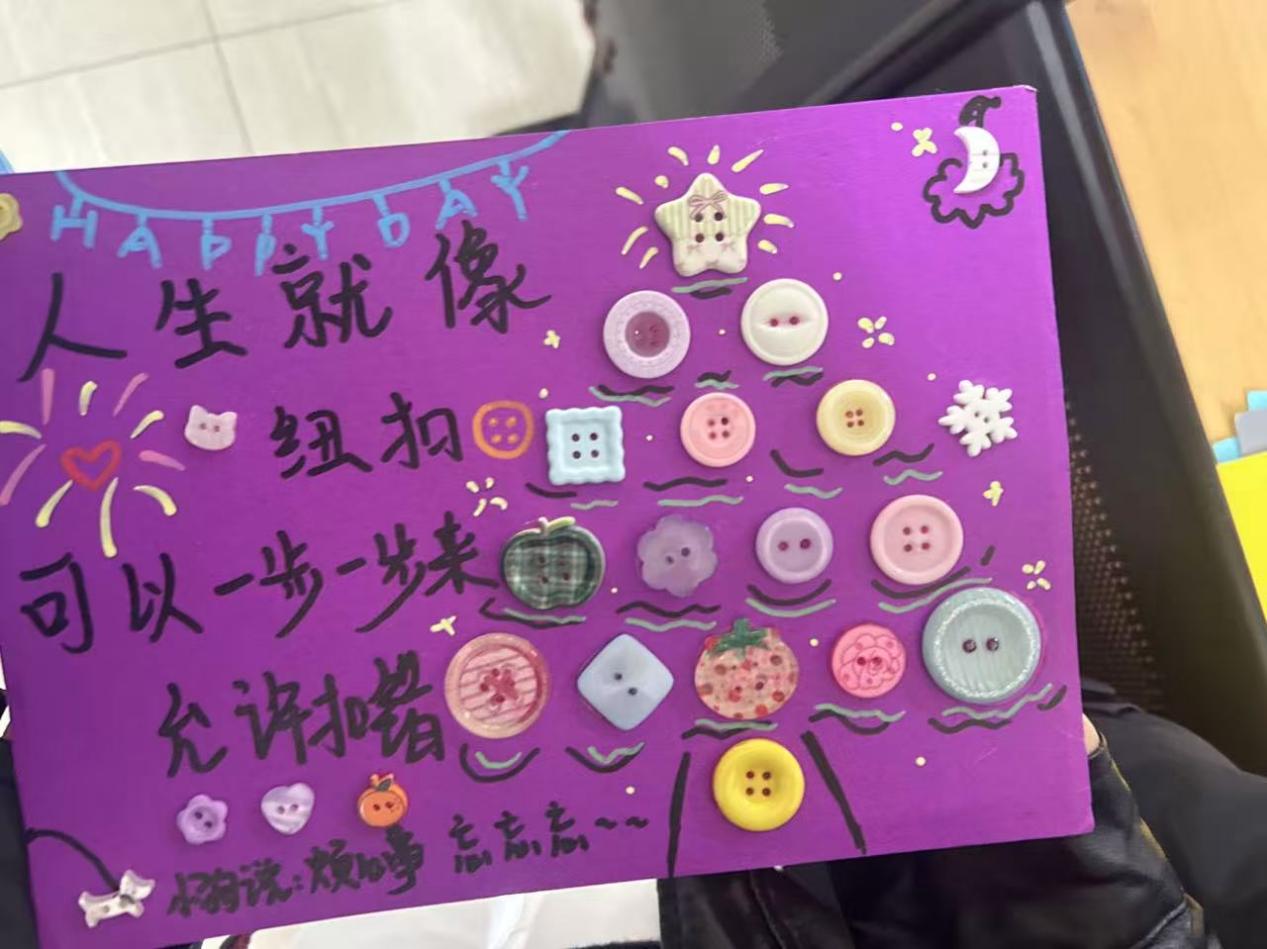 HAPPY DAY
人生就像
纽扣
可以一步一步来
允许扣错
小狗说:烦心事 忘忘忘~~